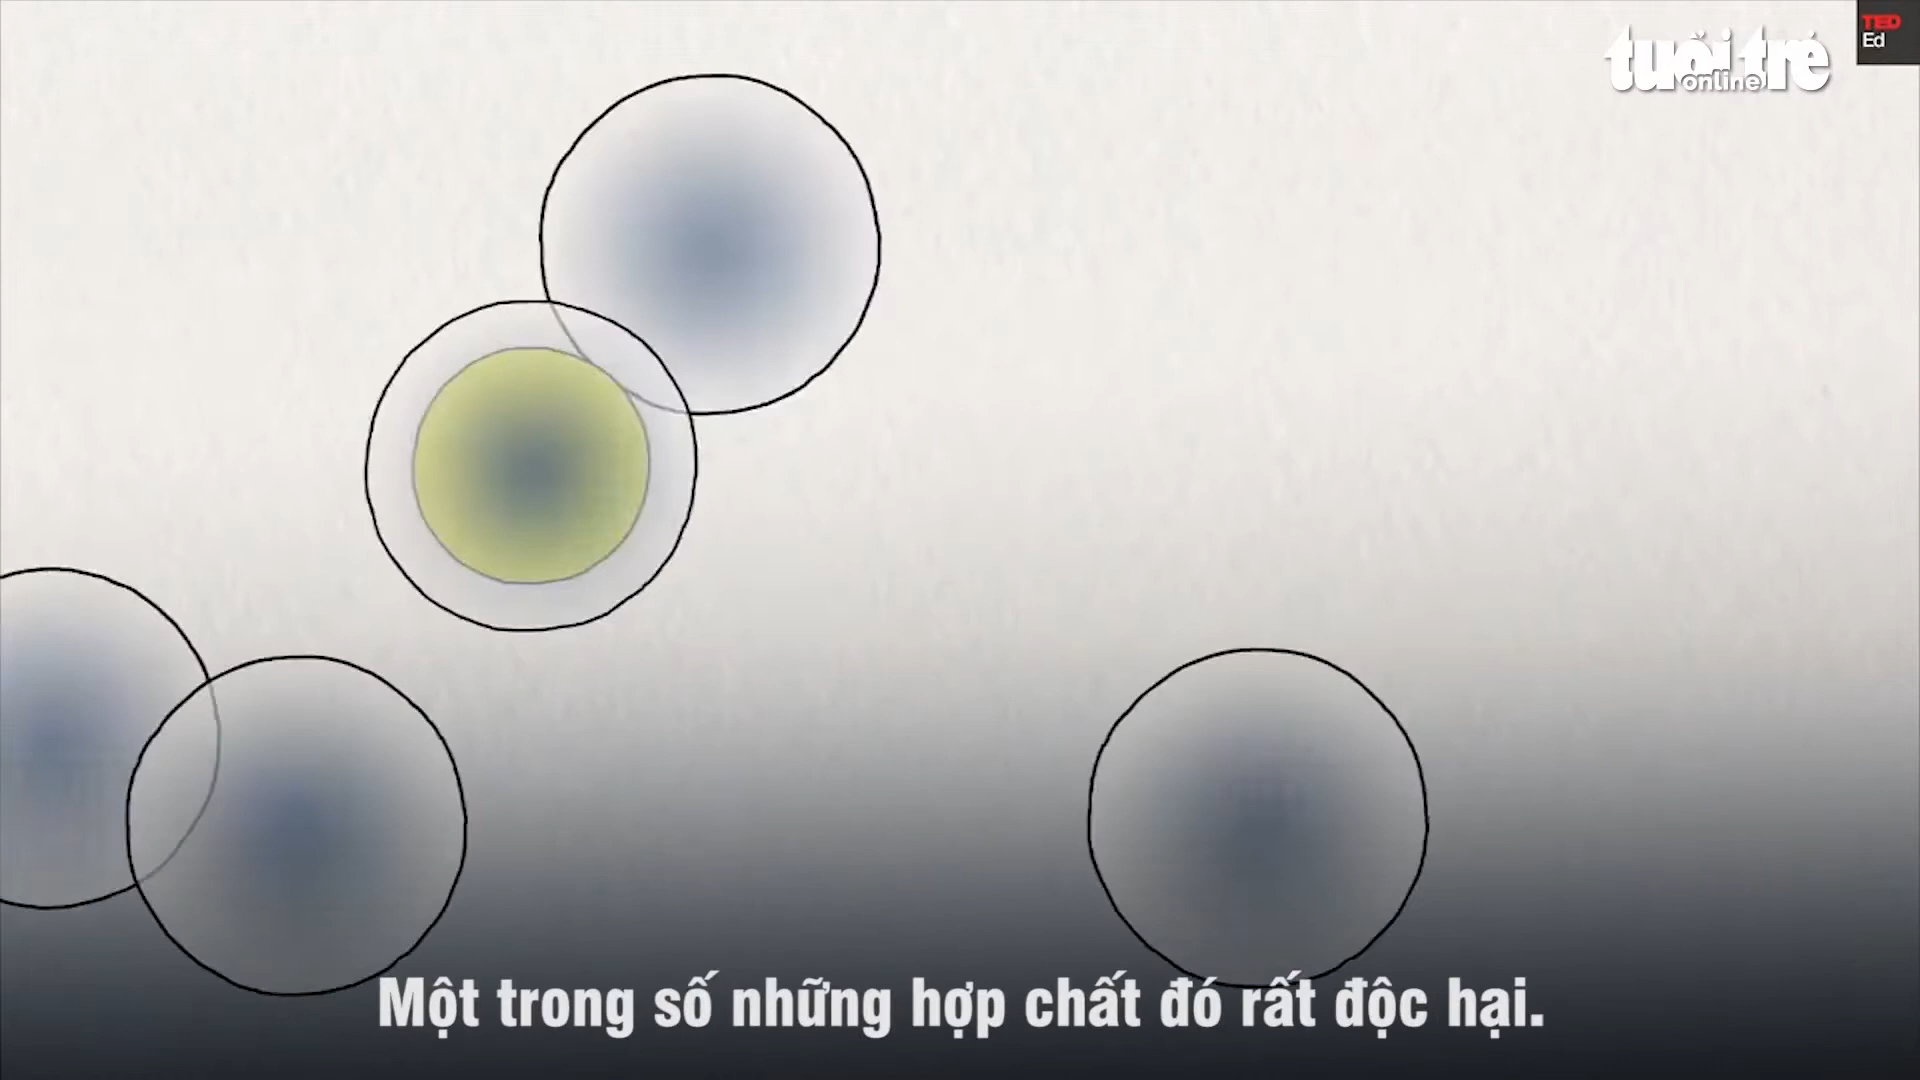 TED
Ed
tuổi trẻ
online
Một trong số những hợp chất đó rất độc hại.